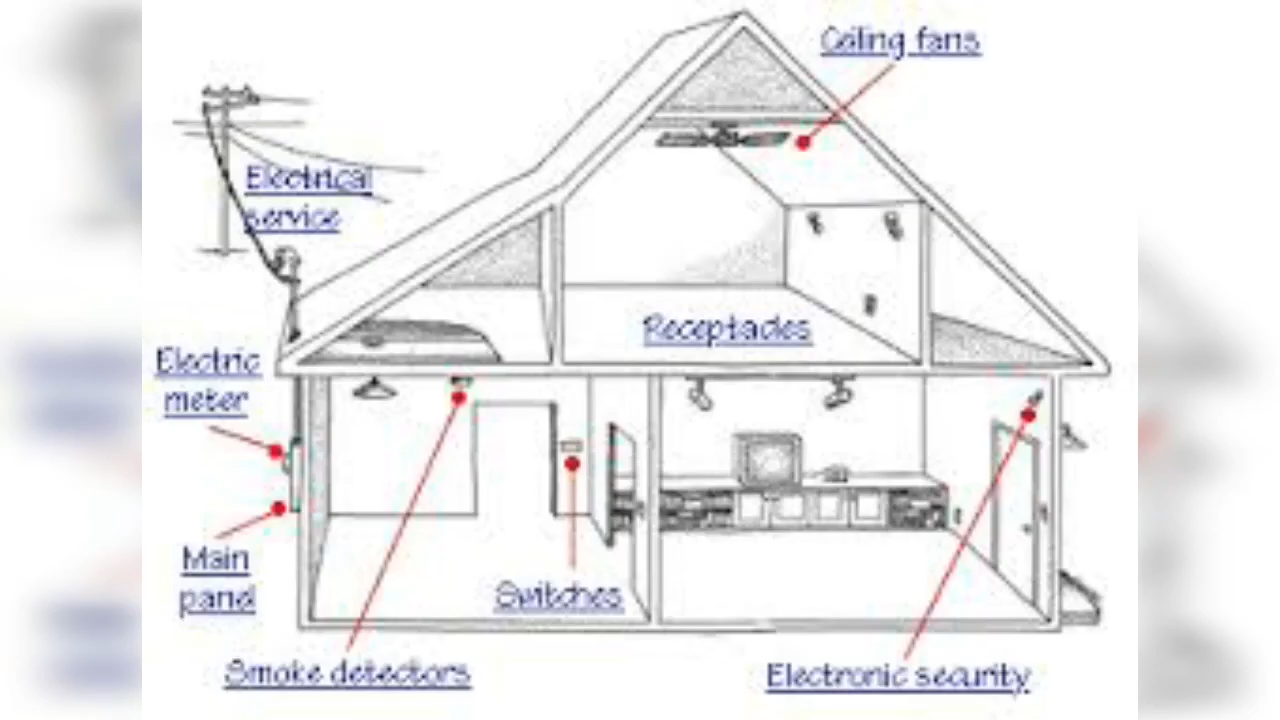 Ceiling fans
Electrical
service
Receptacles
Electric
meter
Main
panel
Switches
Smoke detectors
Electronic security